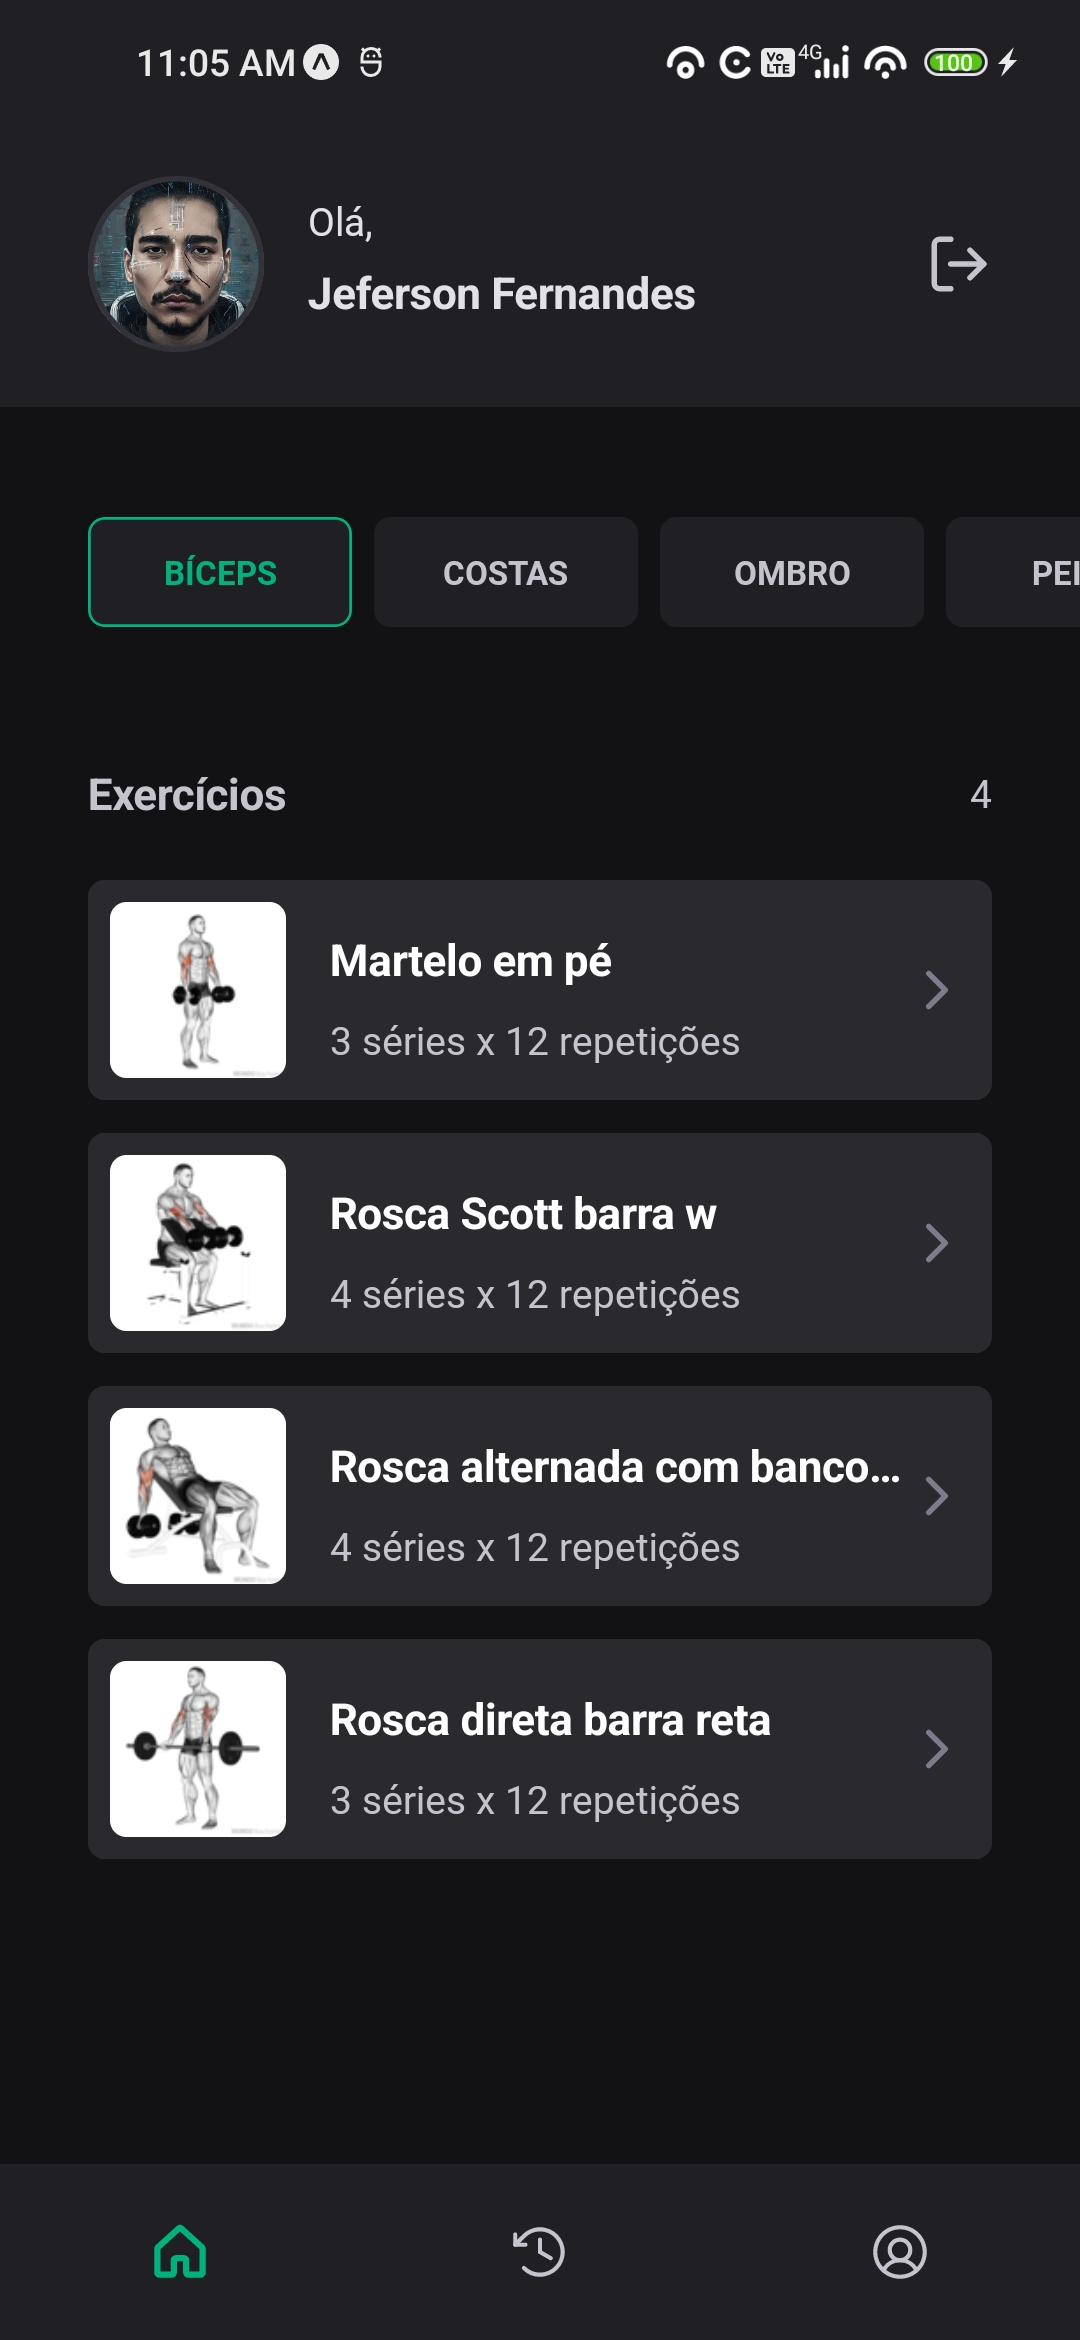 11:05 AM
Vo
LTE
4G
100
Olá,
Jeferson Fernandes
BÍCEPS
COSTAS
OMBRO
PEI
Exercícios
4
Martelo em pé
3 séries x 12 repetições
Rosca Scott barra w
4 séries x 12 repetições
Rosca alternada com banco...
4 séries x 12 repetições
Rosca direta barra reta
3 séries x 12 repetições